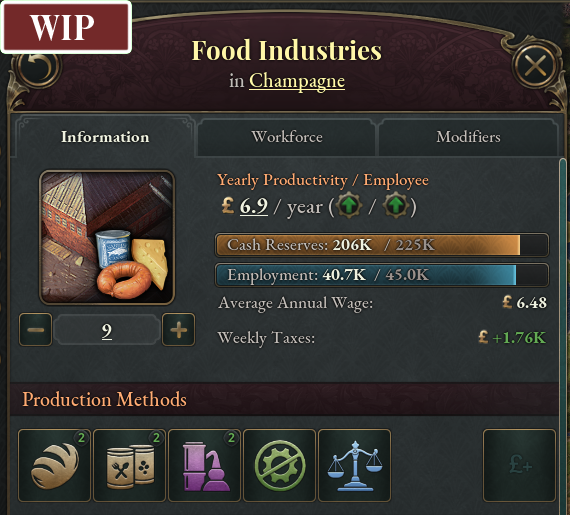 WIP
Food Industries
in Champagne
Information
Workforce
Modifiers
Yearly Productivity / Employee
£ 6.9 / year ( / )
Cash Reserves: 206K / 225K
Employment: 40.7K / 45.0K
Average Annual Wage: £ 6.48
− 9 +
Weekly Taxes: £ +1.76K
Production Methods
2 2 2
£+